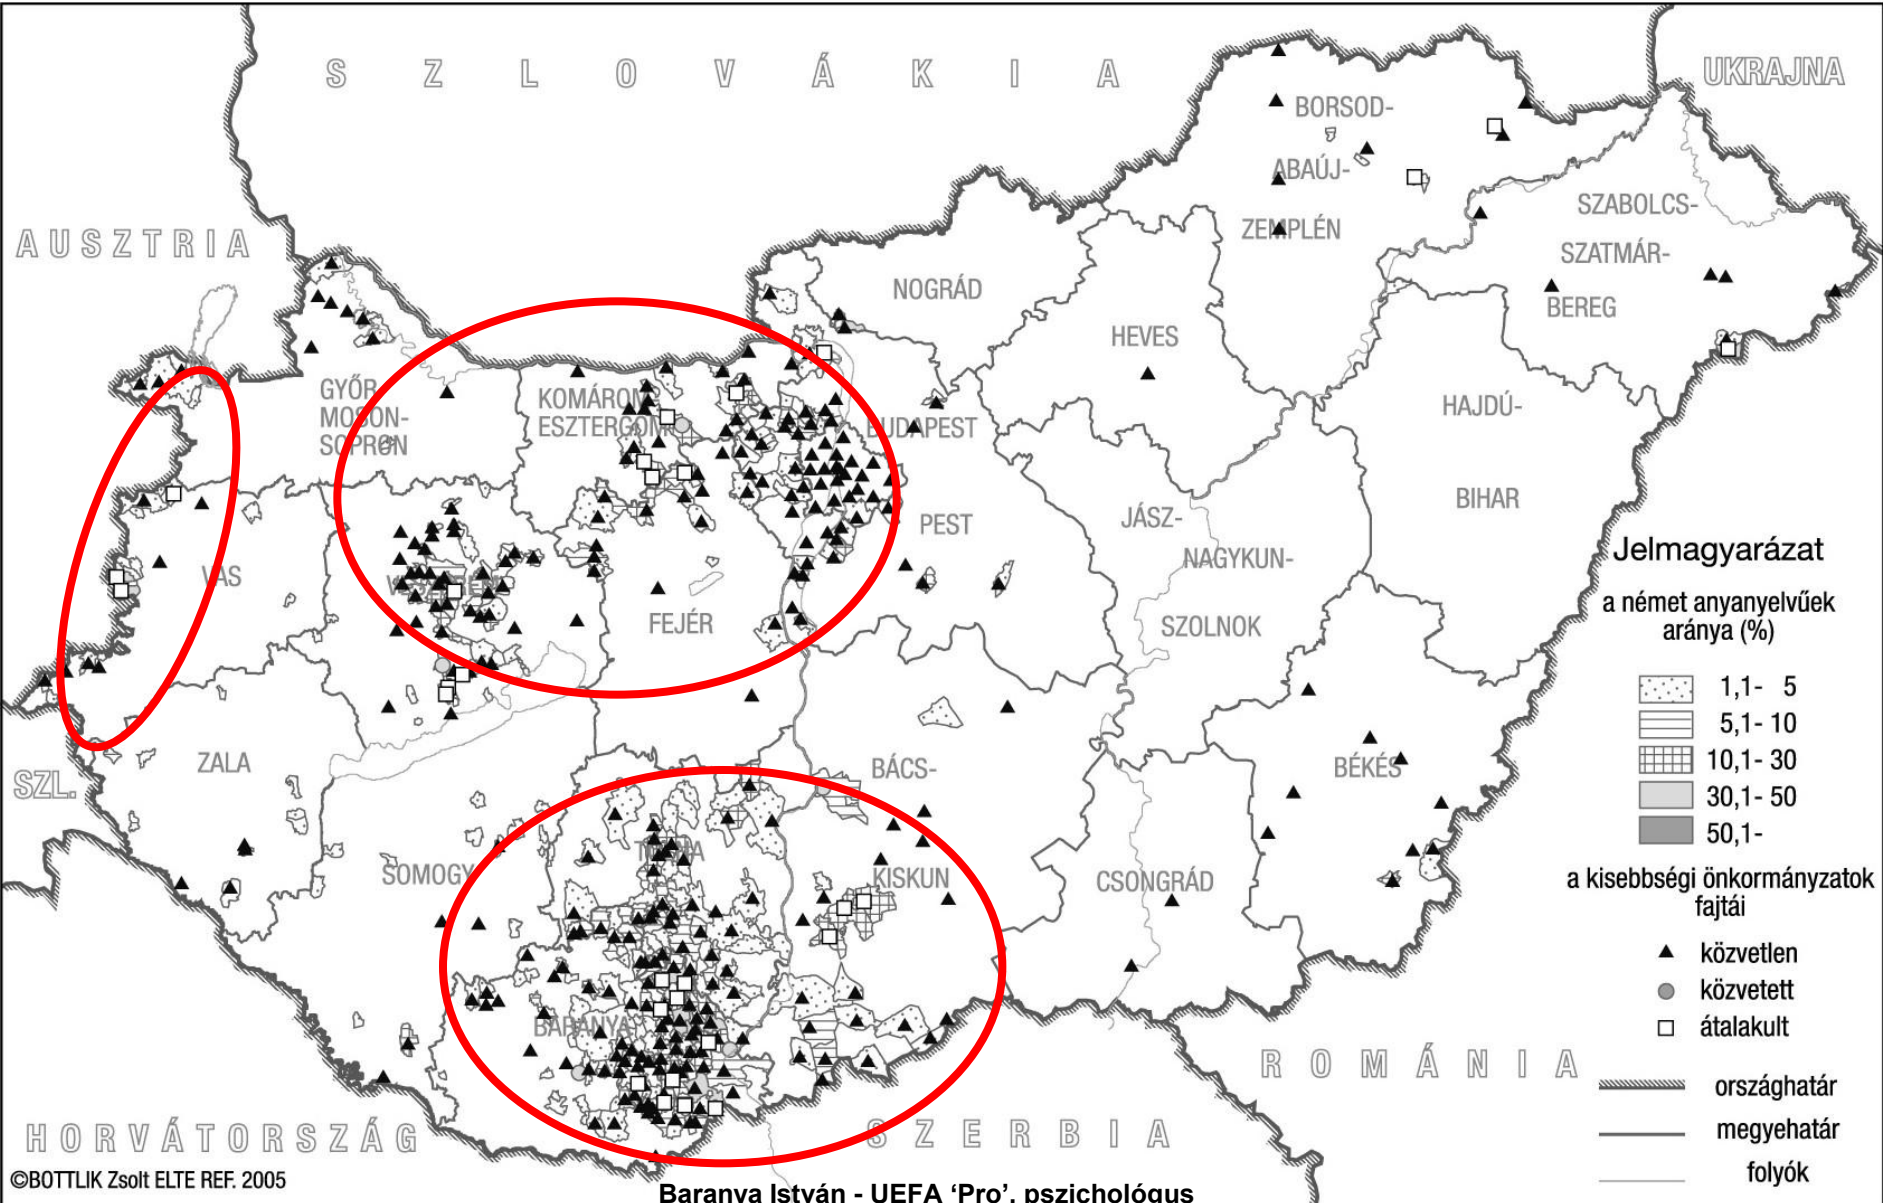 S Z L O V Á K I A
UKRAJNA
AUSZTRIA
BORSOD-
ABAÚJ-
ZEMPLÉN
SZABOLCS-
SZATMÁR-
BEREG
NOGRÁD
HEVES
GYŐR
MOSON-
SOPRON
KOMÁROM-
ESZTERGOM
BUDAPEST
HAJDÚ-
BIHAR
PEST
JÁSZ-
NAGYKUN-
SZOLNOK
VAS
VESZPRÉM
FEJÉR
ZALA
SZL.
BÁCS-
KISKUN
BÉKÉS
TOLNA
SOMOGY
CSONGRÁD
BARANYA
R O M Á N I A
HORVÁTORSZÁG
S Z E R B I A
Jelmagyarázat
a német anyanyelvűek
aránya (%)
1,1- 5
5,1- 10
10,1- 30
30,1- 50
50,1-
a kisebbségi önkormányzatok
fajtái
közvetlen
közvetett
átalakult
országhatár
megyehatár
folyók
©BOTTLIK Zsolt ELTE REF. 2005
Baranya István - UEFA ‘Pro’, pszichológus